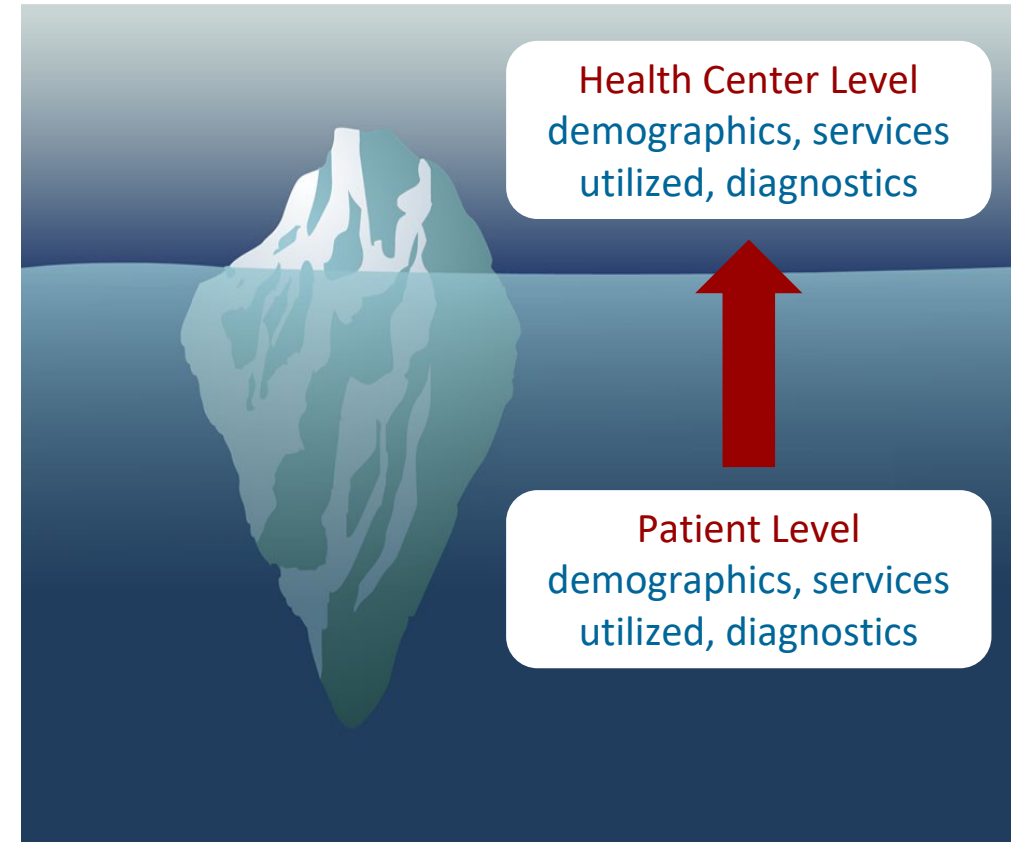 Health Center Level
demographics, services
utilized, diagnostics
Patient Level
demographics, services
utilized, diagnostics